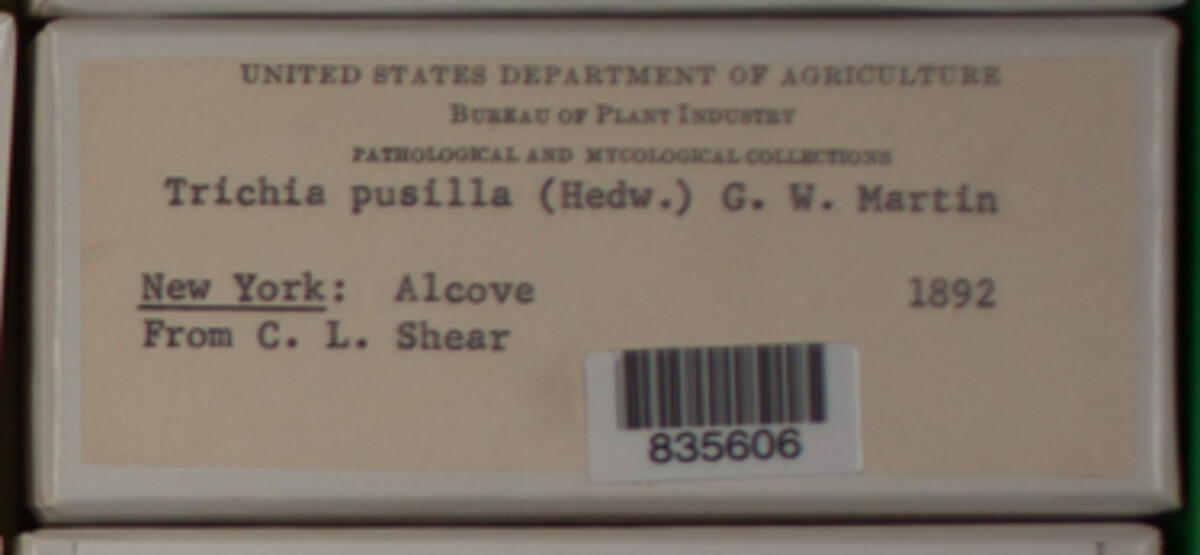 UNITED STATES DEPARTMENT OF AGRICULTURE
BUREAU OF PLANT INDUSTRY
PATHOLOGICAL AND MYCOLOGICAL COLLECTIONS
Trichia pusilla (Hedw.) G. W. Martin
New York: Alcove 1892
From C. L. Shear
835606